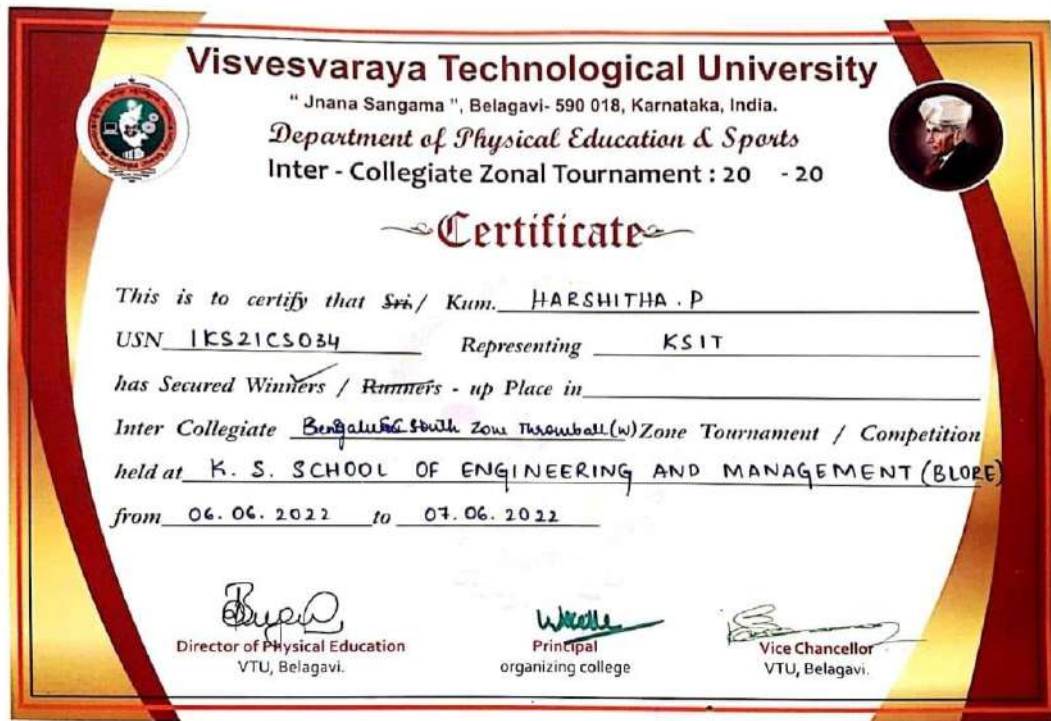 Visvesvaraya Technological University
" Jnana Sangama ", Belagavi- 590 018, Karnataka, India.
Department of Physical Education & Sports
Inter - Collegiate Zonal Tournament : 20 - 20
Certificate
This is to certify that Sri / Kum. HARSHITHA . P
USN 1KS21CS034 Representing KSIT
has Secured Winners / Runners - up Place in
Inter Collegiate South Zone Throwball (W) Zone Tournament / Competition
held at K. S. SCHOOL OF ENGINEERING AND MANAGEMENT (BLORE)
from 06. 06. 2022 to 07. 06. 2022
Director of Physical Education
VTU, Belagavi.
Principal
organizing college
Vice Chancellor
VTU, Belagavi.